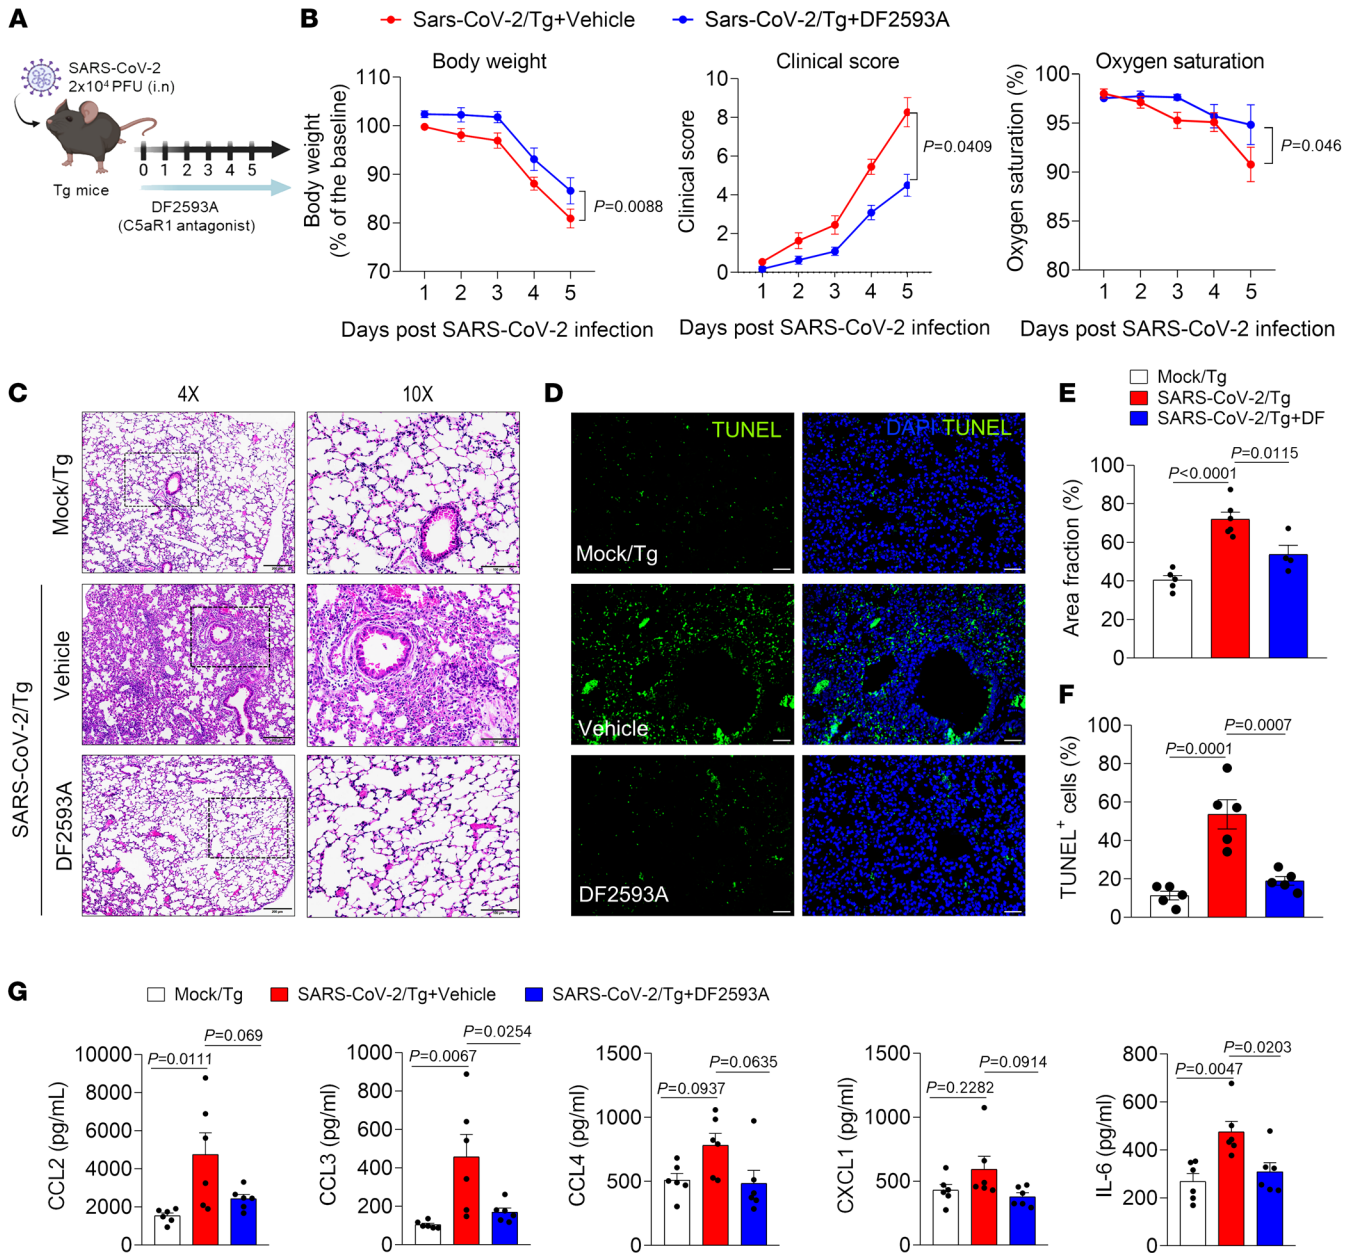 A
SARS-CoV-2
2x10⁴ PFU (i.n)
0 1 2 3 4 5
Tg mice
DF2593A
(C5aR1 antagonist)
B
Sars-CoV-2/Tg+Vehicle
Sars-CoV-2/Tg+DF2593A
Body weight
Body weight
(% of the baseline)
110
100
90
80
70
P=0.0088
1 2 3 4 5
Days post SARS-CoV-2 infection
Clinical score
Clinical score
10
8
6
4
2
0
P=0.0409
1 2 3 4 5
Days post SARS-CoV-2 infection
Oxygen saturation
Oxygen saturation (%)
100
95
90
85
80
P=0.046
1 2 3 4 5
Days post SARS-CoV-2 infection
C
4X
10X
Mock/Tg
SARS-CoV-2/Tg
Vehicle
DF2593A
D
TUNEL
DAPI TUNEL
Mock/Tg
Vehicle
DF2593A
E
Mock/Tg
SARS-CoV-2/Tg
SARS-CoV-2/Tg+DF
Area fraction (%)
100
80
60
40
20
0
P<0.0001
P=0.0115
F
TUNEL⁺ cells (%)
100
80
60
40
20
0
P=0.0001
P=0.0007
G
Mock/Tg
SARS-CoV-2/Tg+Vehicle
SARS-CoV-2/Tg+DF2593A
CCL2 (pg/mL)
10000
8000
6000
4000
2000
0
P=0.0111
P=0.069
CCL3 (pg/ml)
1000
800
600
400
200
0
P=0.0067
P=0.0254
CCL4 (pg/ml)
1500
1000
500
0
P=0.0937
P=0.0635
CXCL1 (pg/ml)
1500
1000
500
0
P=0.2282
P=0.0914
IL-6 (pg/ml)
800
600
400
200
0
P=0.0047
P=0.0203